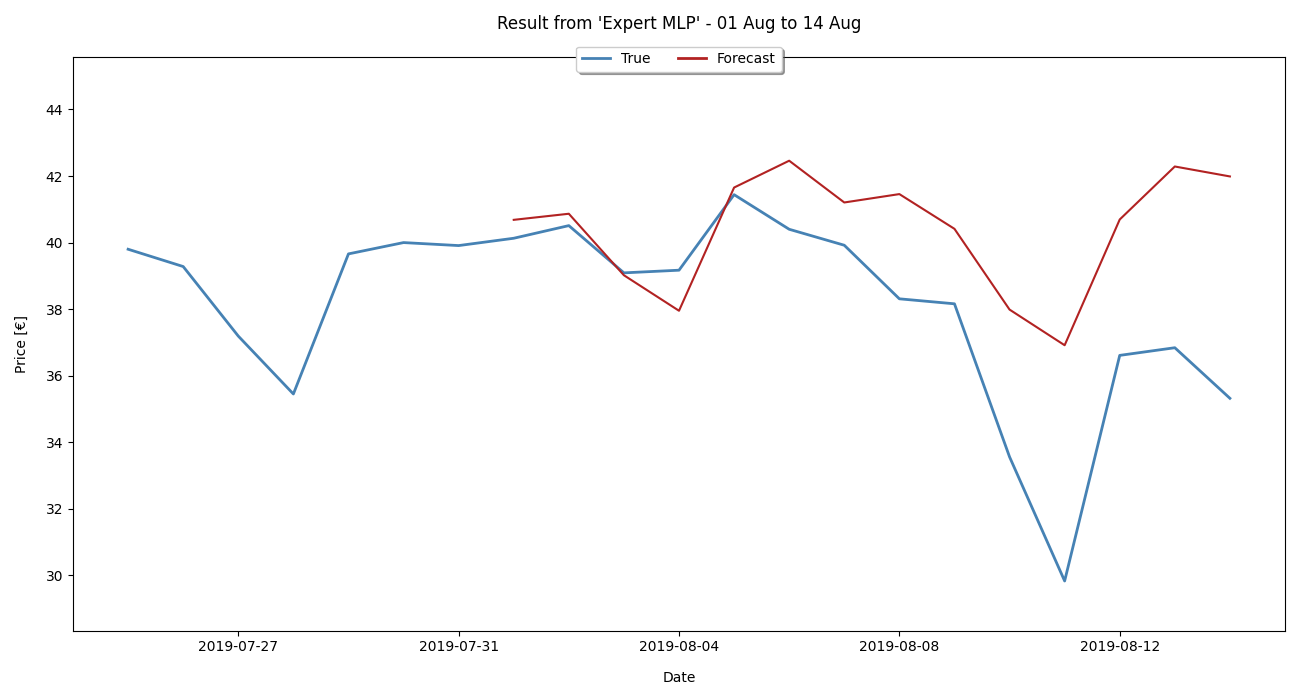 Result from 'Expert MLP' - 01 Aug to 14 Aug
True Forecast
44
42
40
38
36
34
32
30
Price [€]
2019-07-27 2019-07-31 2019-08-04 2019-08-08 2019-08-12
Date